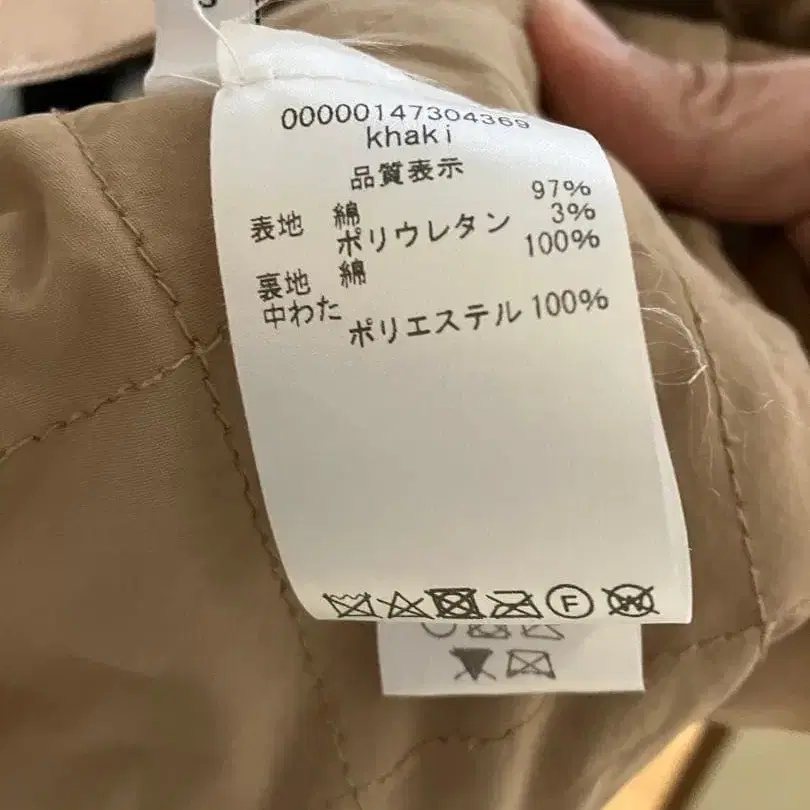 00000147304369
khaki
品質表示
表地 綿 97%
ポリウレタン 3%
裏地 綿 100%
中わた
ポリエステル 100%
F W